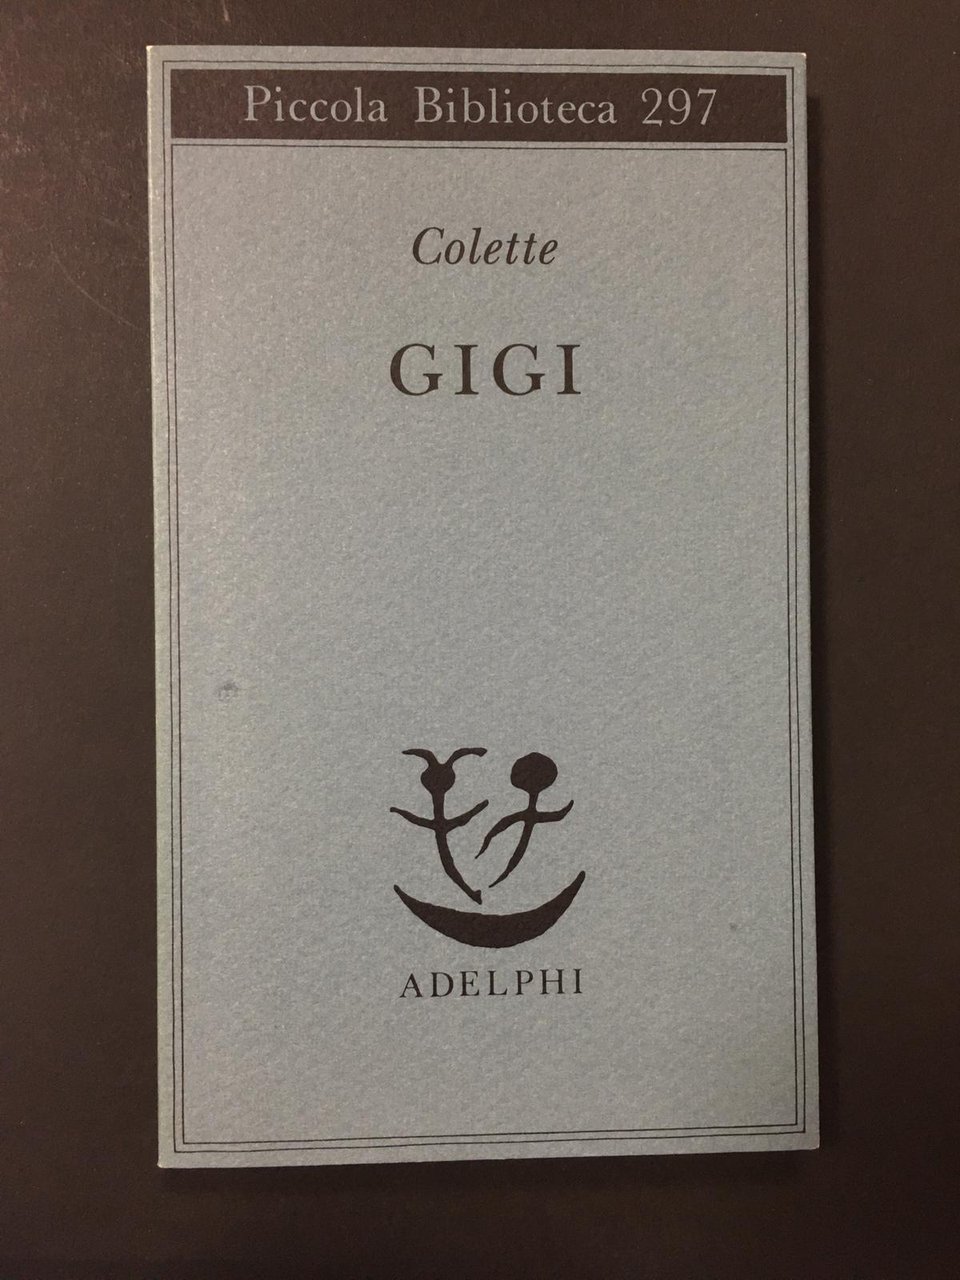 Piccola Biblioteca 297
Colette
GIGI
ADELPHI